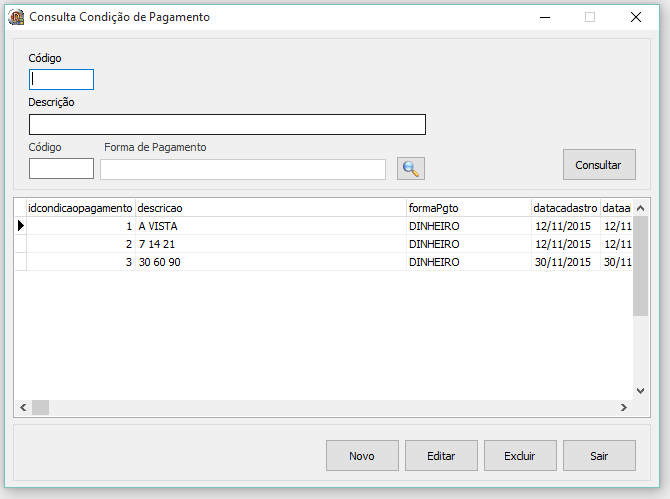 Consulta Condição de Pagamento
Código
Descrição
Código Forma de Pagamento
Consultar
idcondicaopagamento descricao formaPgto datacadastro dataa
1 A VISTA DINHEIRO 12/11/2015 12/11
2 7 14 21 DINHEIRO 12/11/2015 12/11
3 30 60 90 DINHEIRO 30/11/2015 30/11
Novo Editar Excluir Sair